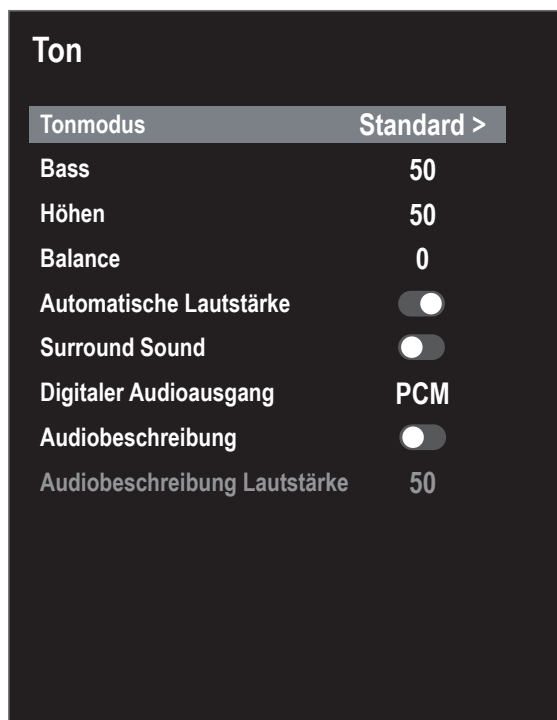 Ton
Tonmodus Standard >
Bass 50
Höhen 50
Balance 0
Automatische Lautstärke
Surround Sound
Digitaler Audioausgang PCM
Audiobeschreibung
Audiobeschreibung Lautstärke 50